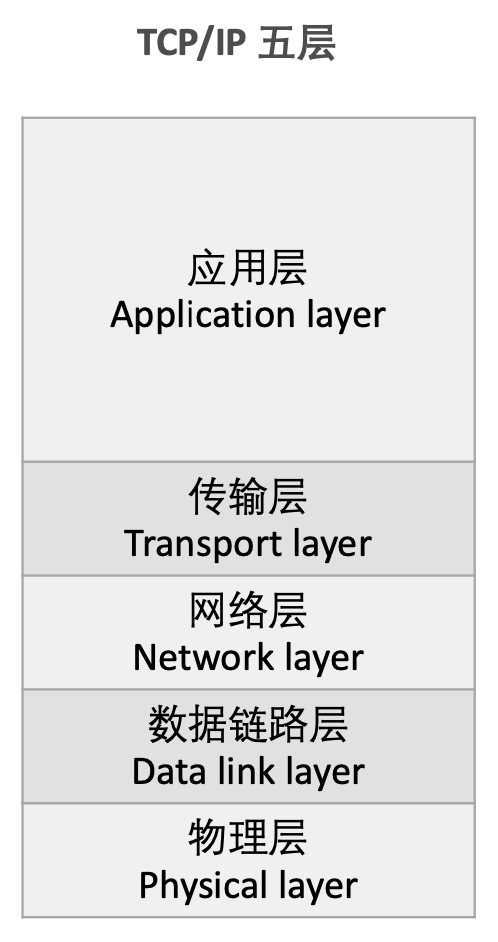 TCP/IP 五层
应用层
Application layer
传输层
Transport layer
网络层
Network layer
数据链路层
Data link layer
物理层
Physical layer